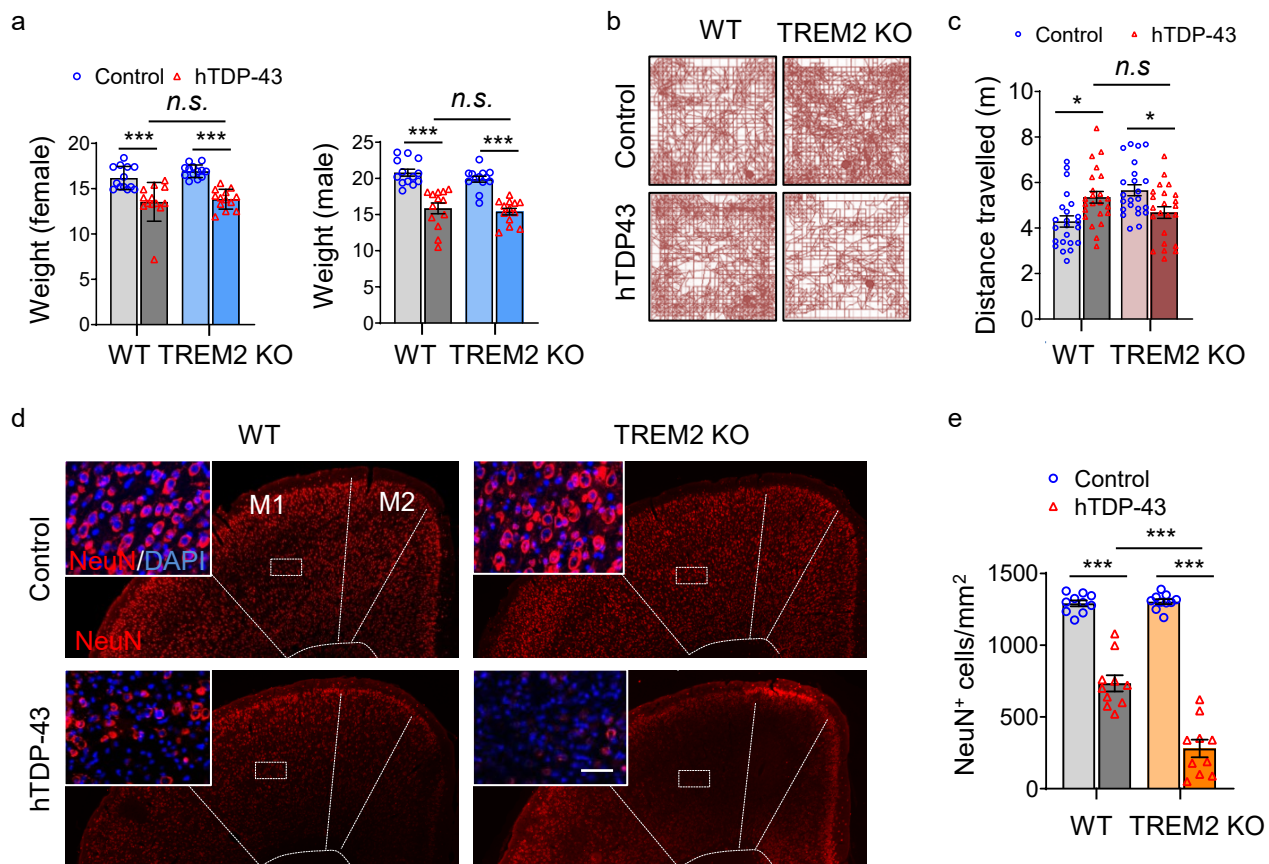 a
Control hTDP-43
n.s.
*** ***
Weight (female)
20
15
10
5
0
WT TREM2 KO
n.s.
***
***
Weight (male)
25
20
15
10
5
0
WT TREM2 KO
b
WT TREM2 KO
Control
hTDP43
c
Control hTDP-43
n.s
* *
Distance travelled (m)
10
8
6
4
2
0
WT
TREM2 KO
d
WT TREM2 KO
Control
M1 M2
NeuN/DAPI
NeuN
hTDP-43
e
Control
hTDP-43
***
*** ***
NeuN⁺ cells/mm²
1500
1000
500
0
WT TREM2 KO